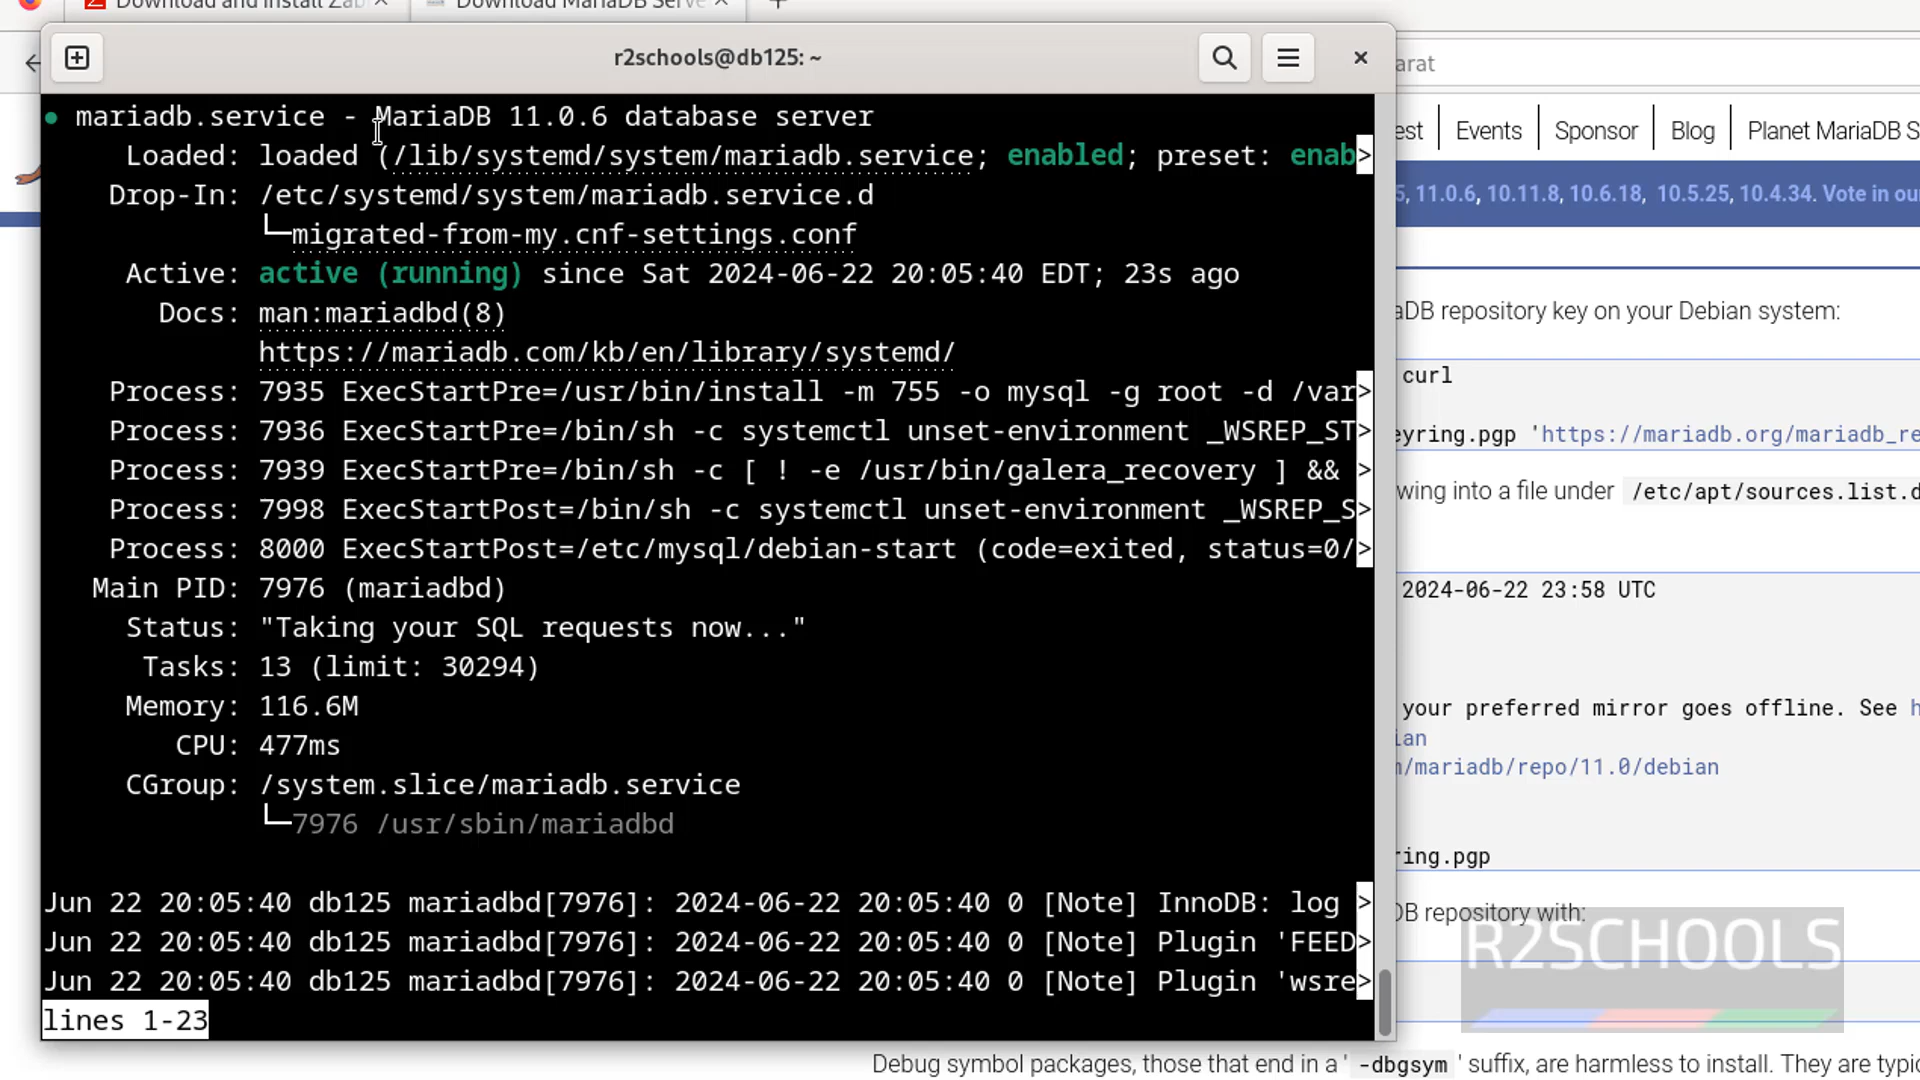 Download and Install Zab
Download MariaDB Serve
r2schools@db125: ~
● mariadb.service - MariaDB 11.0.6 database server
Loaded: loaded (/lib/systemd/system/mariadb.service; enabled; preset: enab>
Drop-In: /etc/systemd/system/mariadb.service.d
└─migrated-from-my.cnf-settings.conf
Active: active (running) since Sat 2024-06-22 20:05:40 EDT; 23s ago
Docs: man:mariadbd(8)
https://mariadb.com/kb/en/library/systemd/
Process: 7935 ExecStartPre=/usr/bin/install -m 755 -o mysql -g root -d /var>
Process: 7936 ExecStartPre=/bin/sh -c systemctl unset-environment _WSREP_ST>
Process: 7939 ExecStartPre=/bin/sh -c [ ! -e /usr/bin/galera_recovery ] && >
Process: 7998 ExecStartPost=/bin/sh -c systemctl unset-environment _WSREP_S>
Process: 8000 ExecStartPost=/etc/mysql/debian-start (code=exited, status=0/>
Main PID: 7976 (mariadbd)
Status: "Taking your SQL requests now..."
Tasks: 13 (limit: 30294)
Memory: 116.6M
CPU: 477ms
CGroup: /system.slice/mariadb.service
└─7976 /usr/sbin/mariadbd
Jun 22 20:05:40 db125 mariadbd[7976]: 2024-06-22 20:05:40 0 [Note] InnoDB: log >
Jun 22 20:05:40 db125 mariadbd[7976]: 2024-06-22 20:05:40 0 [Note] Plugin 'FEED>
Jun 22 20:05:40 db125 mariadbd[7976]: 2024-06-22 20:05:40 0 [Note] Plugin 'wsre>
lines 1-23
arat
est Events Sponsor Blog Planet MariaDB S
5, 11.0.6, 10.11.8, 10.6.18, 10.5.25, 10.4.34. Vote in ou
aDB repository key on your Debian system:
curl
eyring.pgp 'https://mariadb.org/mariadb_re
wing into a file under /etc/apt/sources.list.d
2024-06-22 23:58 UTC
your preferred mirror goes offline. See h
ian
m/mariadb/repo/11.0/debian
ring.pgp
DB repository with:
R2SCHOOLS
Debug symbol packages, those that end in a ' -dbgsym ' suffix, are harmless to install. They are typic